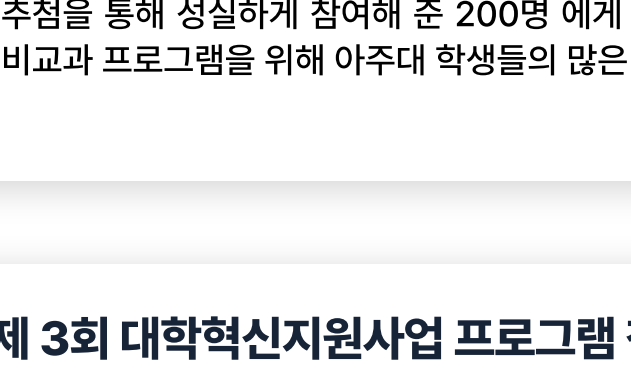 추첨을 통해 성실하게 참여해 준 200명 에게
비교과 프로그램을 위해 아주대 학생들의 많은
제 3회 대학혁신지원사업 프로그램